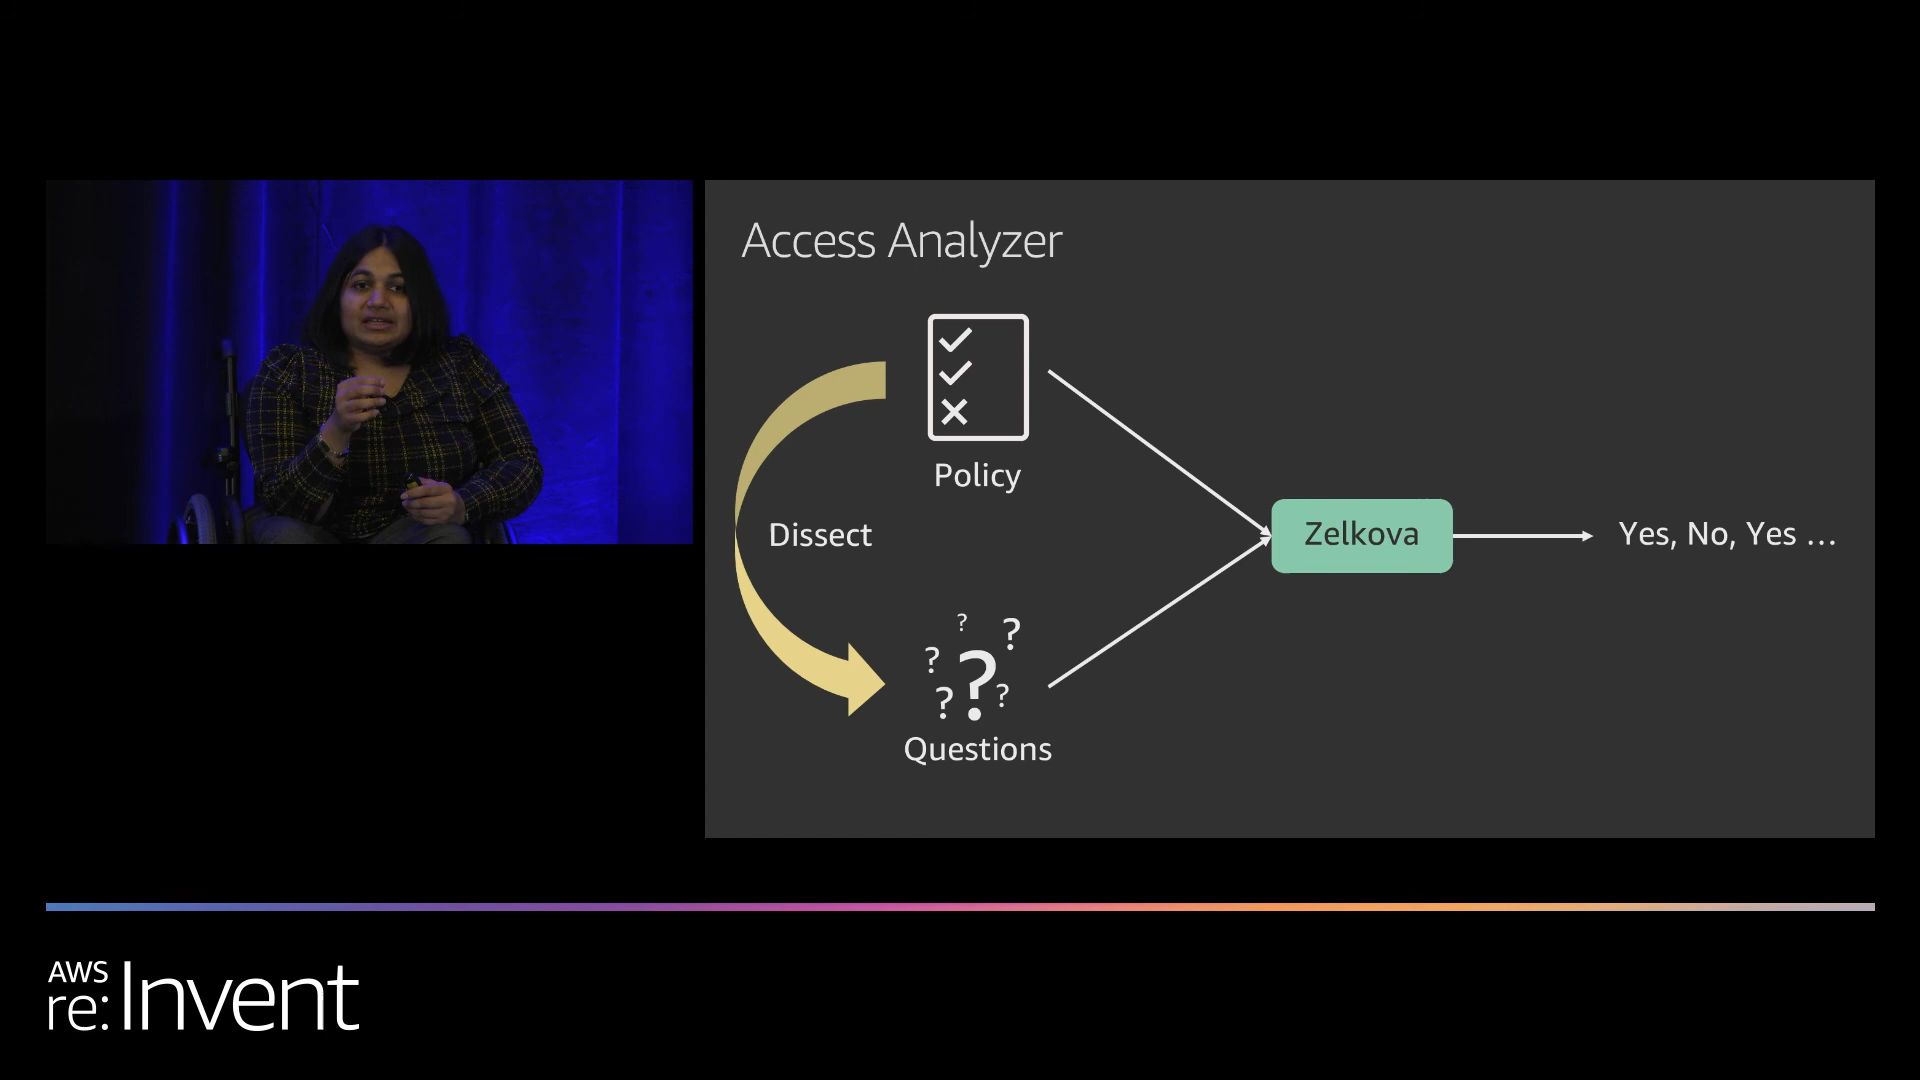 Access Analyzer
Policy
Dissect
Zelkova
Yes, No, Yes ...
? ? ? ? ? ?
Questions
AWS
re:Invent